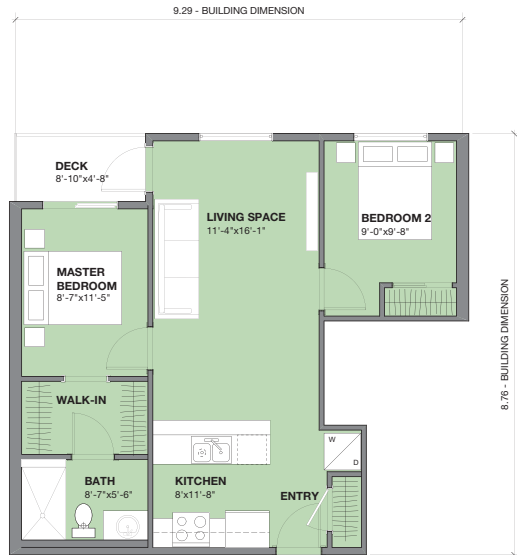 9.29 - BUILDING DIMENSION
DECK
8'-10"x4'-8"
LIVING SPACE
11'-4"x16'-1"
BEDROOM 2
9'-0"x9'-8"
MASTER
BEDROOM
8'-7"x11'-5"
8.76 - BUILDING DIMENSION
WALK-IN
W
D
BATH
8'-7"x5'-6"
KITCHEN
8'x11'-8"
ENTRY